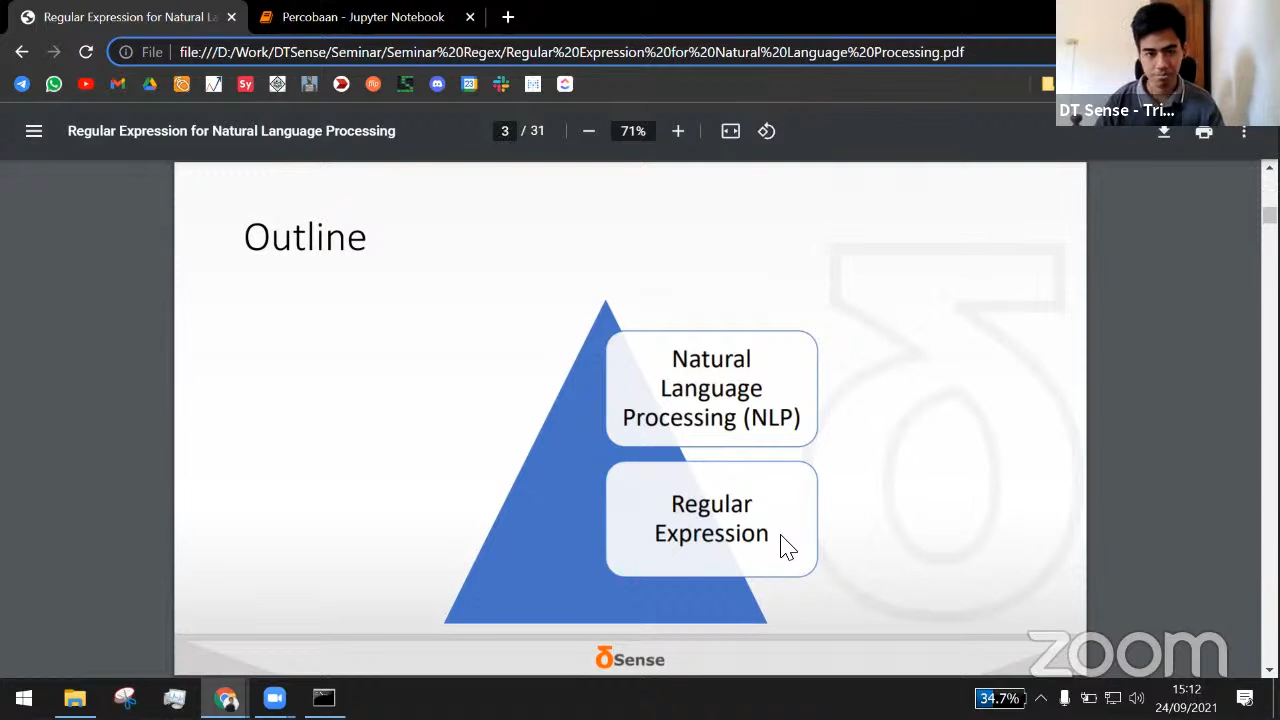 Regular Expression for Natural La
Percobaan - Jupyter Notebook
File
file:///D:/Work/DTSense/Seminar/Seminar%20Regex/Regular%20Expression%20for%20Natural%20Language%20Processing.pdf
Sy
23
DT Sense - Tri...
Regular Expression for Natural Language Processing
3 / 31
71%
Outline
Natural
Language
Processing (NLP)
Regular
Expression
Sense
zoom
34.7%
15:12
24/09/2021